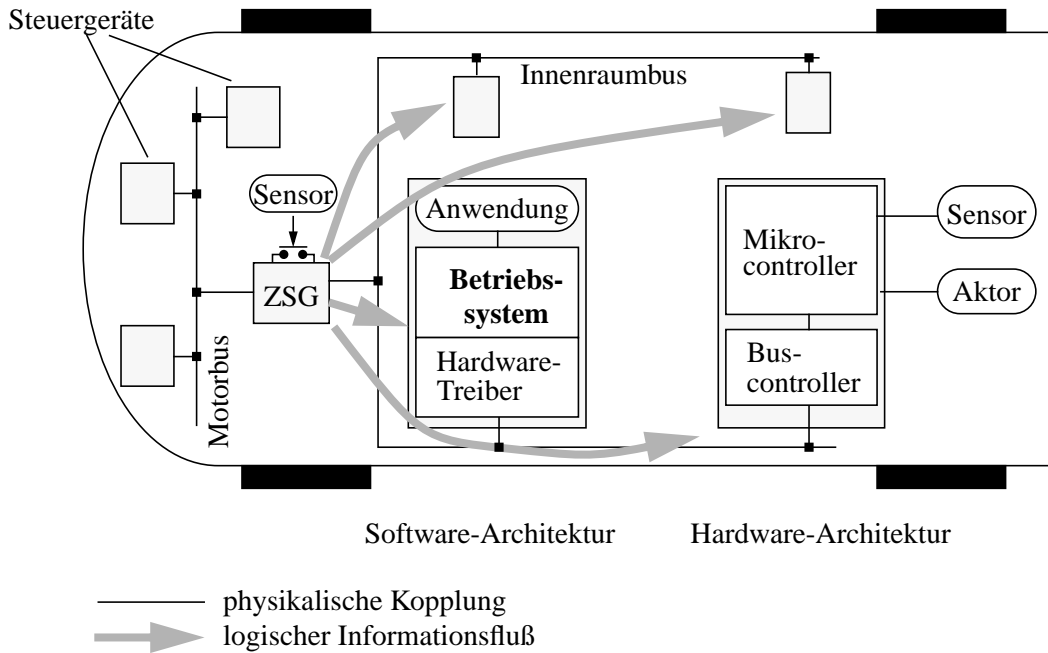 Steuergeräte
Innenraumbus
Sensor
ZSG
Motorbus
Anwendung
Betriebs-
system
Hardware-
Treiber
Mikro-
controller
Bus-
controller
Sensor
Aktor
Software-Architektur
Hardware-Architektur
physikalische Kopplung
logischer Informationsfluß